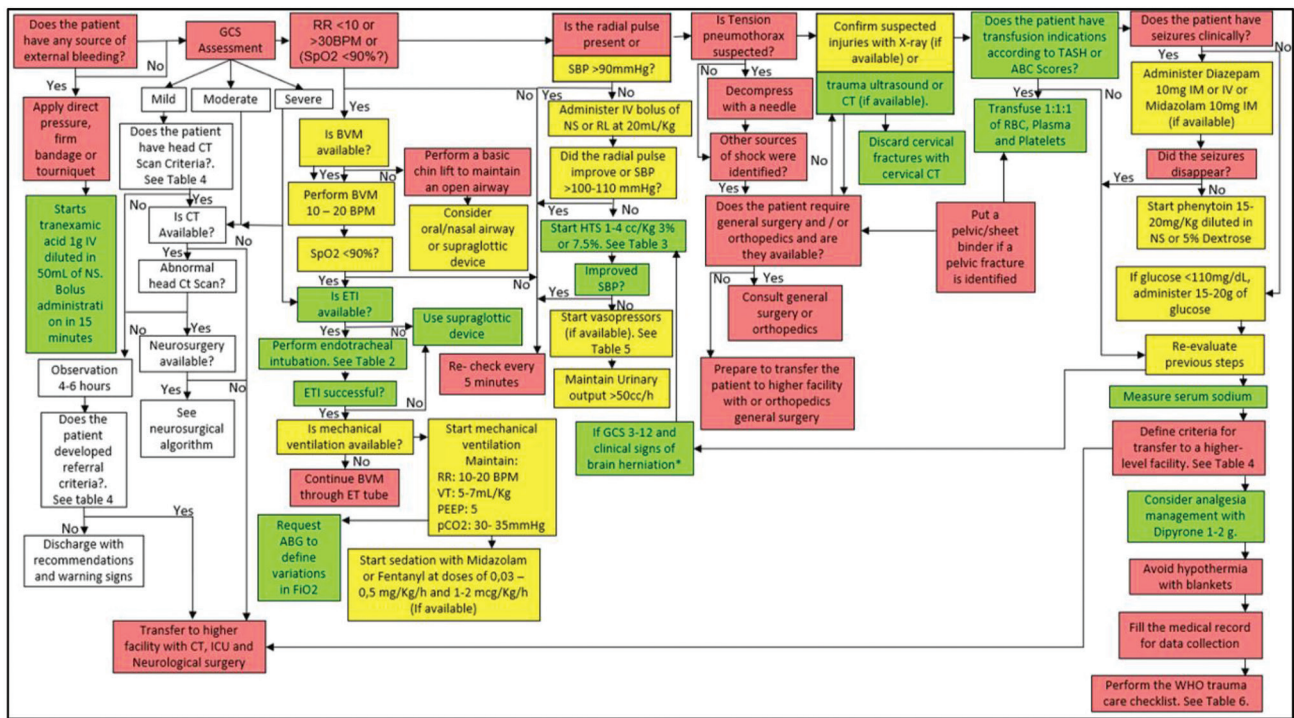 Does the patient
have any source of
external bleeding?
No
Yes
Apply direct
pressure,
firm
bandage or
tourniquet
Starts
tranexamic
acid 1g IV
diluted in
50mL of NS.
Bolus
administrati
on in 15
minutes
GCS
Assessment
Mild
Moderate
Severe
Does the patient
have head CT
Scan Criteria?.
See Table 4
No
Yes
Is CT
Available?
Yes
No
Abnormal
head Ct Scan?
No
Yes
Neurosurgery
available?
Yes
No
See
neurosurgical
algorithm
Observation
4-6 hours
Does the
patient
developed
referral
criteria?.
See table 4
No
Yes
Discharge with
recommendations
and warning signs
Transfer to higher
facility with CT, ICU and
Neurological surgery
RR <10 or
>30BPM or
(SpO2 <90%?)
Yes
No
Is BVM
available?
Yes
No
Perform a basic
chin lift to maintain
an open airway
Perform BVM
10 – 20 BPM
Consider
oral/nasal airway
or supraglottic
device
SpO2 <90%?
Yes
No
Is ETI
available?
Yes
No
Use supraglottic
device
Perform endotracheal
intubation. See Table 2
ETI successful?
Yes
No
Is mechanical
ventilation available?
Yes
No
Continue BVM
through ET tube
Start mechanical
ventilation
Maintain:
RR: 10-20 BPM
VT: 5-7mL/Kg
PEEP: 5
pCO2: 30- 35mmHg
Request
ABG to
define
variations
in FiO2
Start sedation with Midazolam
or Fentanyl at doses of 0,03 –
0,5 mg/Kg/h and 1-2 mcg/Kg/h
(If available)
Is the radial pulse
present or
SBP >90mmHg?
Yes
No
Administer IV bolus of
NS or RL at 20mL/Kg
Did the radial pulse
improve or SBP
>100-110 mmHg?
Yes
No
Start HTS 1-4 cc/Kg 3%
or 7.5%. See Table 3
Improved
SBP?
Yes
No
Start vasopressors
(if available). See
Table 5
Re- check every
5 minutes
Maintain Urinary
output >50cc/h
If GCS 3-12 and
clinical signs of
brain herniation*
Is Tension
pneumothorax
suspected?
No
Yes
Decompress
with a needle
Other sources
of shock were
identified?
No
Yes
Does the patient require
general surgery and / or
orthopedics and are
they available?
No
Yes
Consult general
surgery or
orthopedics
Prepare to transfer the
patient to higher facility
with or orthopedics
general surgery
Confirm suspected
injuries with X-ray (if
available) or
trauma ultrasound or
CT (if available).
Discard cervical
fractures with
cervical CT
Does the patient have
transfusion indications
according to TASH or
ABC Scores?
Yes
No
Transfuse 1:1:1
of RBC, Plasma
and Platelets
Put a
pelvic/sheet
binder if a
pelvic fracture
is identified
Does the patient have
seizures clinically?
Yes
No
Administer Diazepam
10mg IM or IV or
Midazolam 10mg IM
(if available)
Did the seizures
disappear?
Yes
No
Start phenytoin 15-
20mg/Kg diluted in
NS or 5% Dextrose
If glucose <110mg/dL,
administer 15-20g of
glucose
Re-evaluate
previous steps
Measure serum sodium
Define criteria for
transfer to a higher-
level facility. See Table 4
Consider analgesia
management with
Dipyrone 1-2 g.
Avoid hypothermia
with blankets
Fill the medical record
for data collection
Perform the WHO trauma
care checklist. See Table 6.